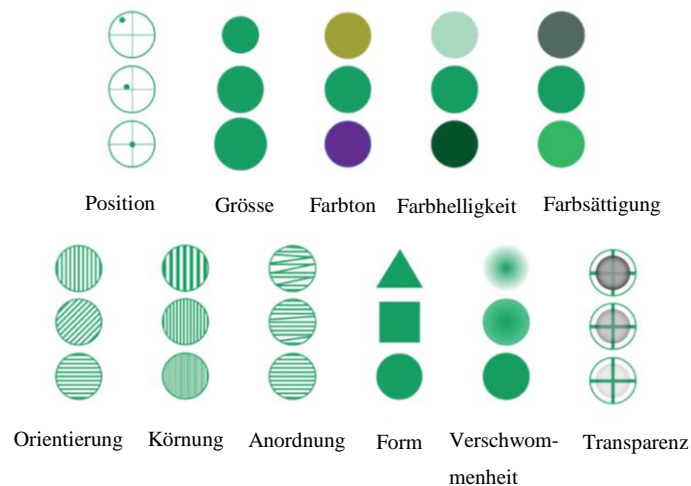 Position Grösse Farbton Farbhelligkeit Farbsättigung
Orientierung Körnung Anordnung Form Verschwom- Transparenz
menheit